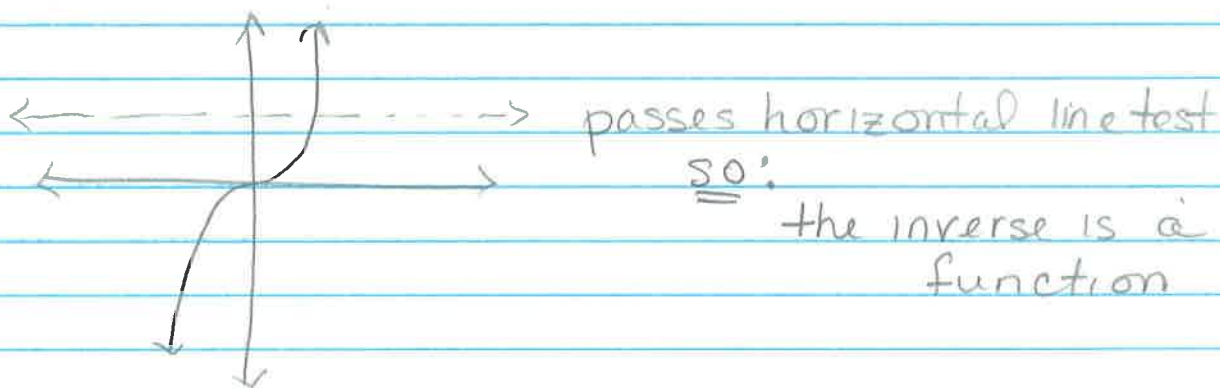 passes horizontal line test
so:
the inverse is a
function